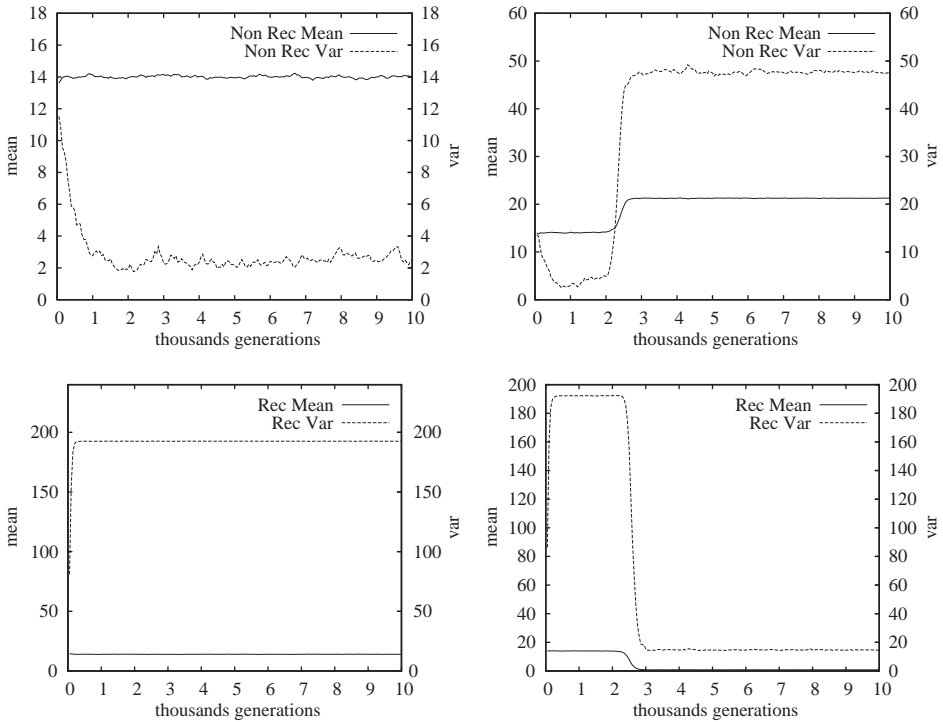 18 18
16 Non Rec Mean 16
Non Rec Var
14 14
12 12
10 10
mean var
8 8
6 6
4 4
2 2
0 0
0 1 2 3 4 5 6 7 8 9 10
thousands generations
60 60
Non Rec Mean
50 Non Rec Var 50
40 40
mean var
30 30
20 20
10 10
0 0
0 1 2 3 4 5 6 7 8 9 10
thousands generations
Rec Mean
200 Rec Var 200
150 150
mean var
100 100
50 50
0 0
0 1 2 3 4 5 6 7 8 9 10
thousands generations
200 200
180 Rec Mean 180
Rec Var
160 160
140 140
120 120
mean var
100 100
80 80
60 60
40 40
20 20
0 0
0 1 2 3 4 5 6 7 8 9 10
thousands generations